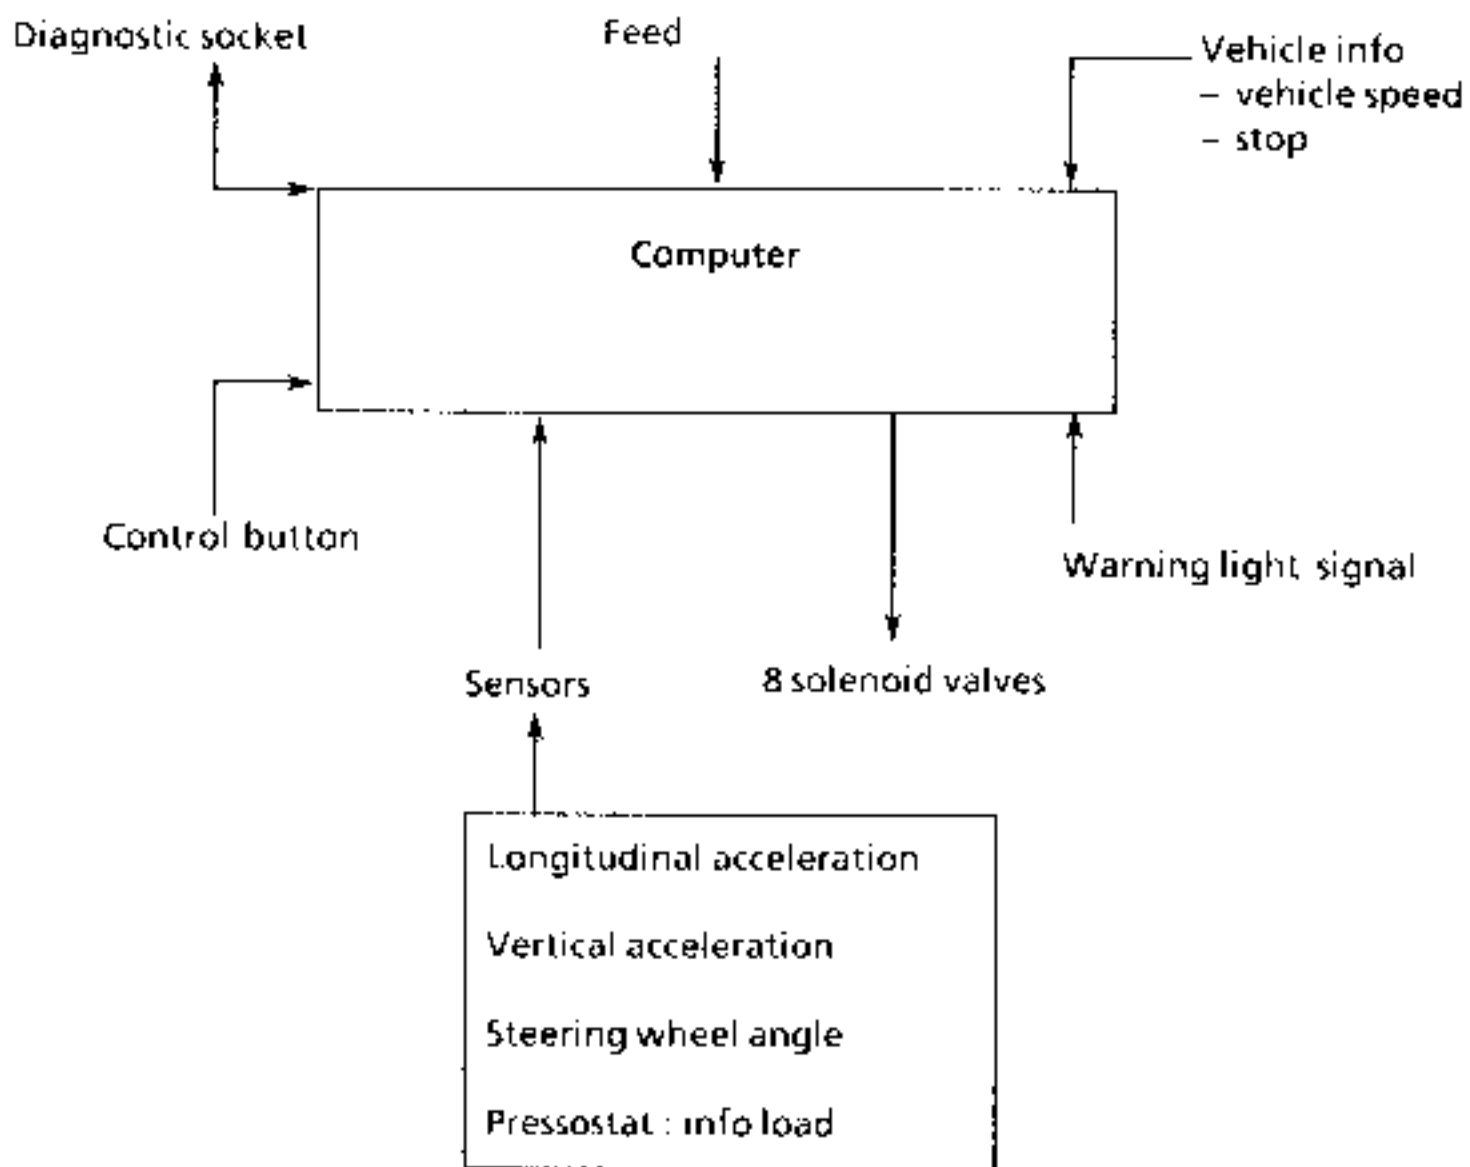 Diagnostic socket
Feed
Vehicle info
– vehicle speed
– stop
Computer
Control button
Warning light signal
Sensors
8 solenoid valves
Longitudinal acceleration
Vertical acceleration
Steering wheel angle
Pressostat : info load